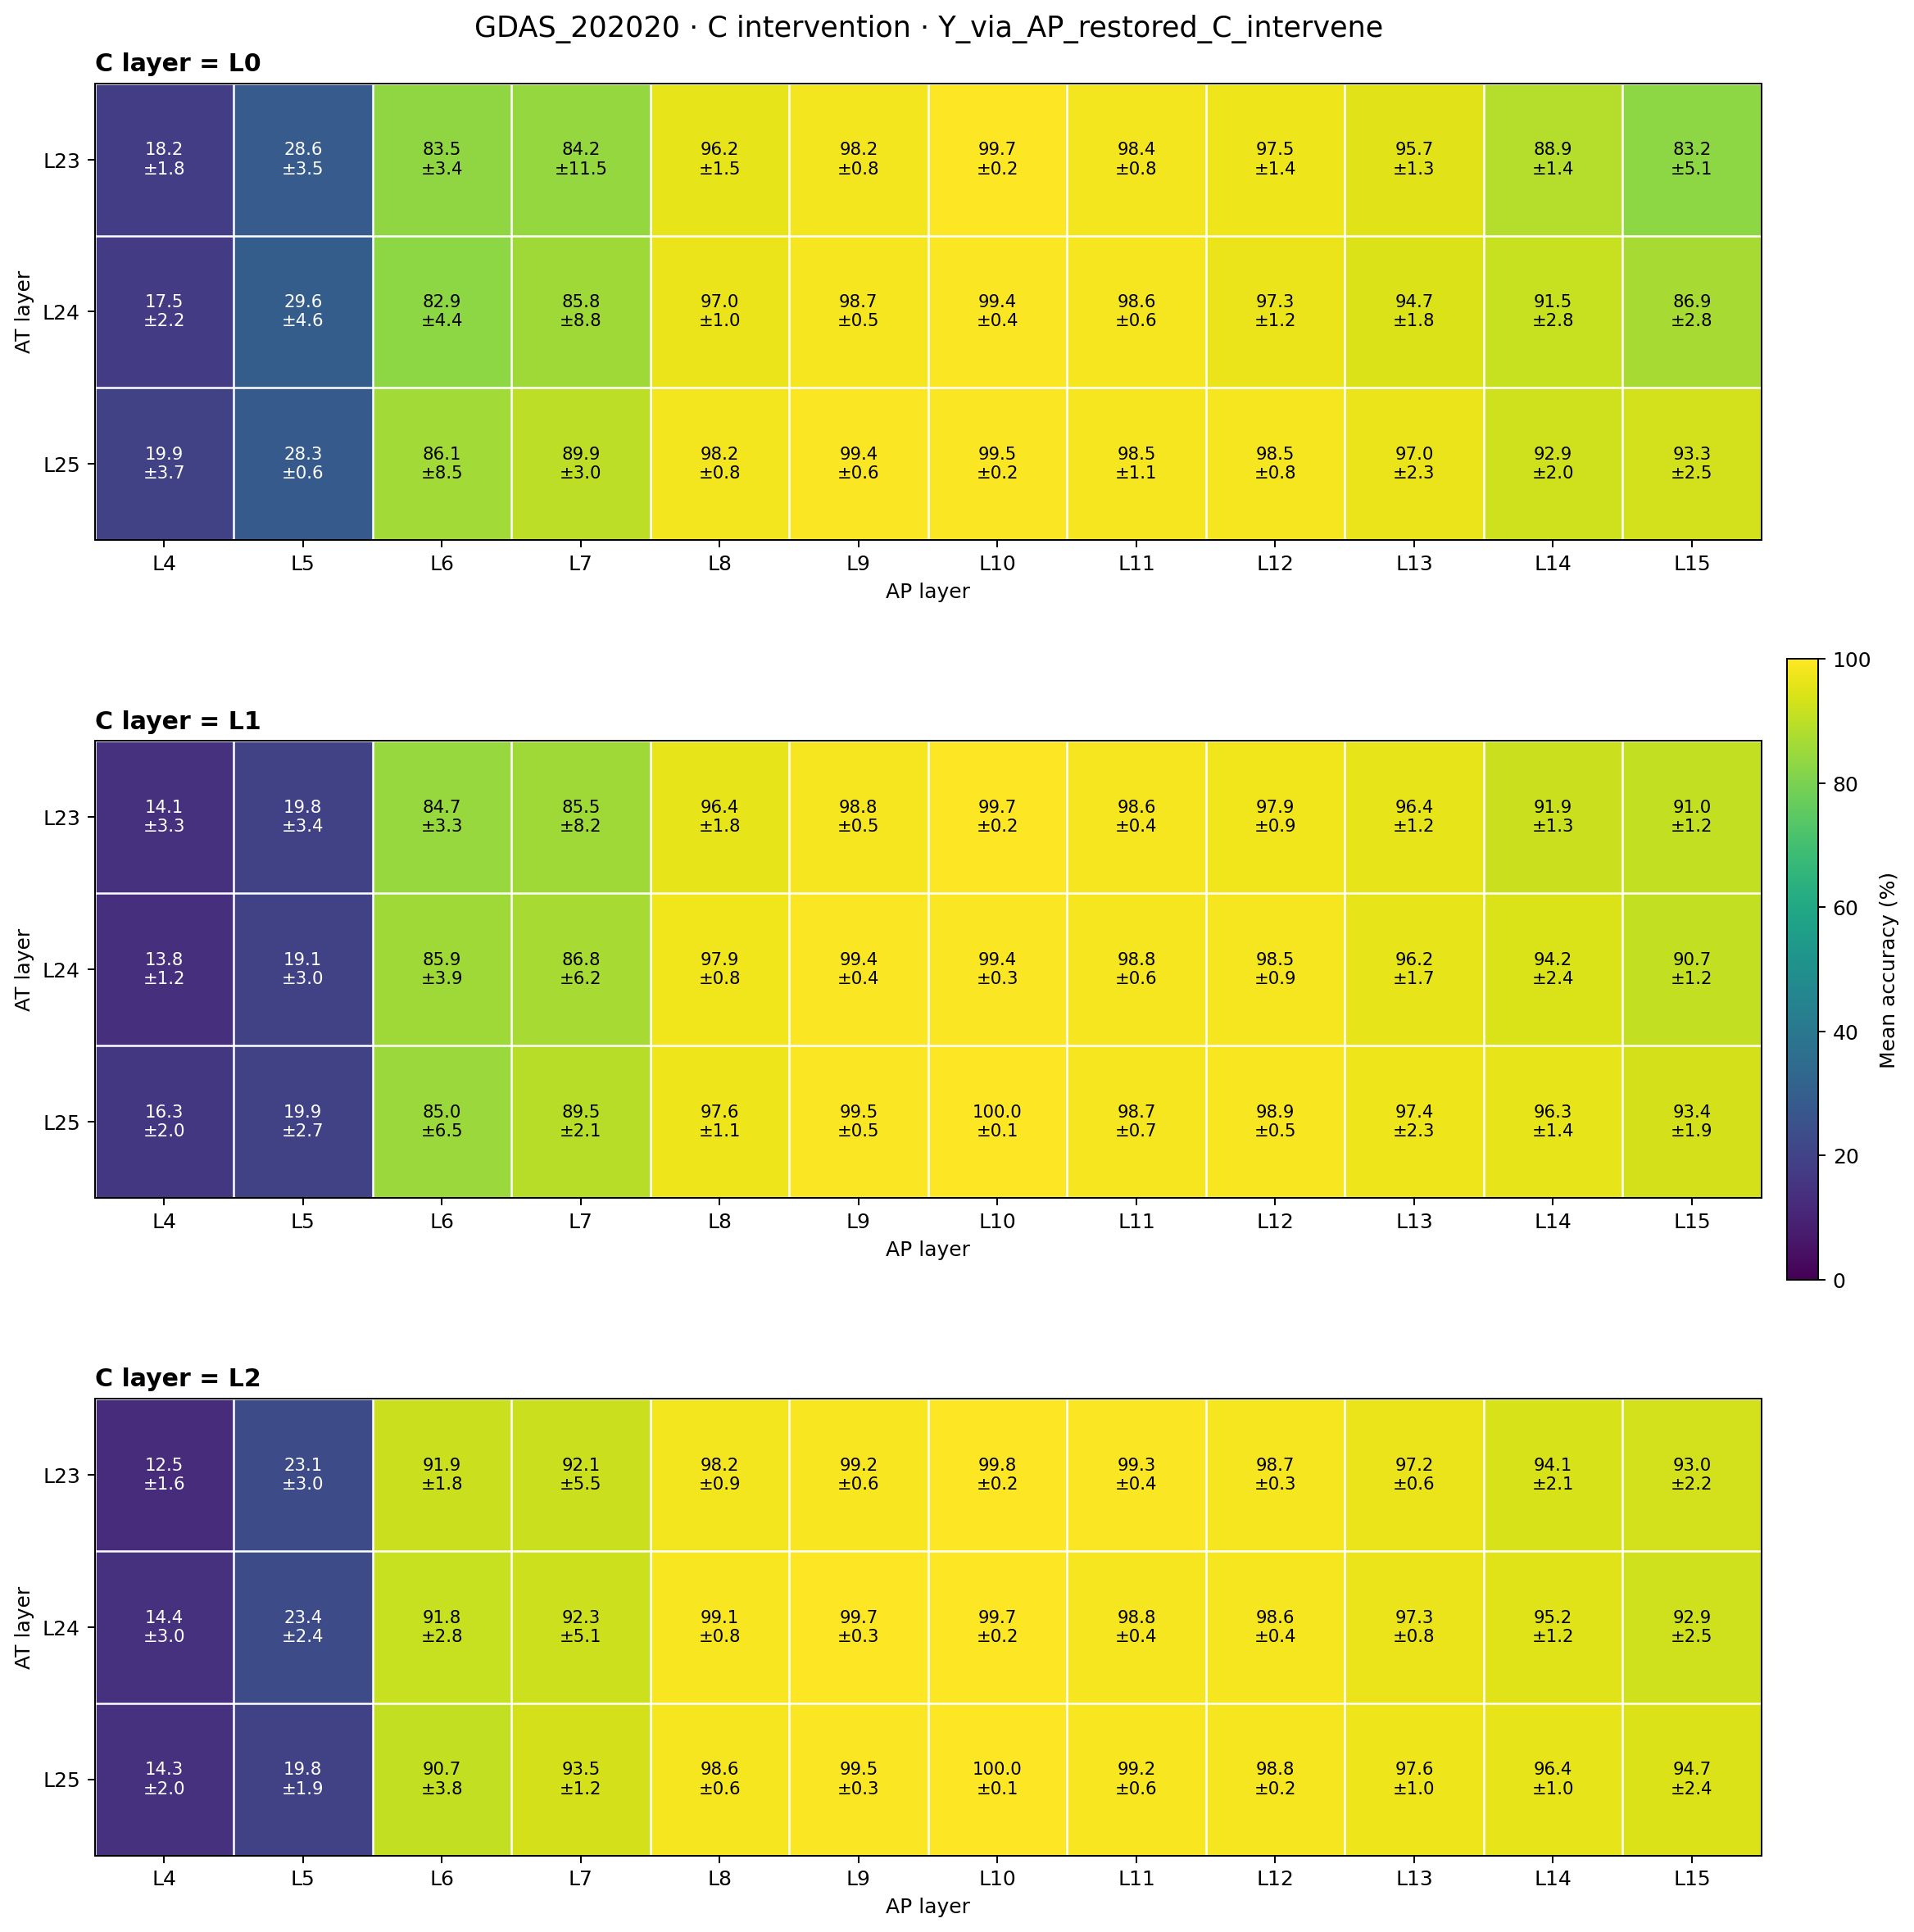 GDAS_202020 · C intervention · Y_via_AP_restored_C_intervene
C layer = L0
AT layer
L23
18.2 28.6 83.5 84.2 96.2 98.2 99.7 98.4 97.5 95.7 88.9 83.2
±1.8 ±3.5 ±3.4 ±11.5 ±1.5 ±0.8 ±0.2 ±0.8 ±1.4 ±1.3 ±1.4 ±5.1
L24
17.5 29.6 82.9 85.8 97.0 98.7 99.4 98.6 97.3 94.7 91.5 86.9
±2.2 ±4.6 ±4.4 ±8.8 ±1.0 ±0.5 ±0.4 ±0.6 ±1.2 ±1.8 ±2.8 ±2.8
L25
19.9 28.3 86.1 89.9 98.2 99.4 99.5 98.5 98.5 97.0 92.9 93.3
±3.7 ±0.6 ±8.5 ±3.0 ±0.8 ±0.6 ±0.2 ±1.1 ±0.8 ±2.3 ±2.0 ±2.5
L4 L5 L6 L7 L8 L9 L10 L11 L12 L13 L14 L15
AP layer
C layer = L1
AT layer
L23
14.1 19.8 84.7 85.5 96.4 98.8 99.7 98.6 97.9 96.4 91.9 91.0
±3.3 ±3.4 ±3.3 ±8.2 ±1.8 ±0.5 ±0.2 ±0.4 ±0.9 ±1.2 ±1.3 ±1.2
L24
13.8 19.1 85.9 86.8 97.9 99.4 99.4 98.8 98.5 96.2 94.2 90.7
±1.2 ±3.0 ±3.9 ±6.2 ±0.8 ±0.4 ±0.3 ±0.6 ±0.9 ±1.7 ±2.4 ±1.2
L25
16.3 19.9 85.0 89.5 97.6 99.5 100.0 98.7 98.9 97.4 96.3 93.4
±2.0 ±2.7 ±6.5 ±2.1 ±1.1 ±0.5 ±0.1 ±0.7 ±0.5 ±2.3 ±1.4 ±1.9
L4 L5 L6 L7 L8 L9 L10 L11 L12 L13 L14 L15
AP layer
100
80
60
40
20
0
Mean accuracy (%)
C layer = L2
AT layer
L23
12.5 23.1 91.9 92.1 98.2 99.2 99.8 99.3 98.7 97.2 94.1 93.0
±1.6 ±3.0 ±1.8 ±5.5 ±0.9 ±0.6 ±0.2 ±0.4 ±0.3 ±0.6 ±2.1 ±2.2
L24
14.4 23.4 91.8 92.3 99.1 99.7 99.7 98.8 98.6 97.3 95.2 92.9
±3.0 ±2.4 ±2.8 ±5.1 ±0.8 ±0.3 ±0.2 ±0.4 ±0.4 ±0.8 ±1.2 ±2.5
L25
14.3 19.8 90.7 93.5 98.6 99.5 100.0 99.2 98.8 97.6 96.4 94.7
±2.0 ±1.9 ±3.8 ±1.2 ±0.6 ±0.3 ±0.1 ±0.6 ±0.2 ±1.0 ±1.0 ±2.4
L4 L5 L6 L7 L8 L9 L10 L11 L12 L13 L14 L15
AP layer